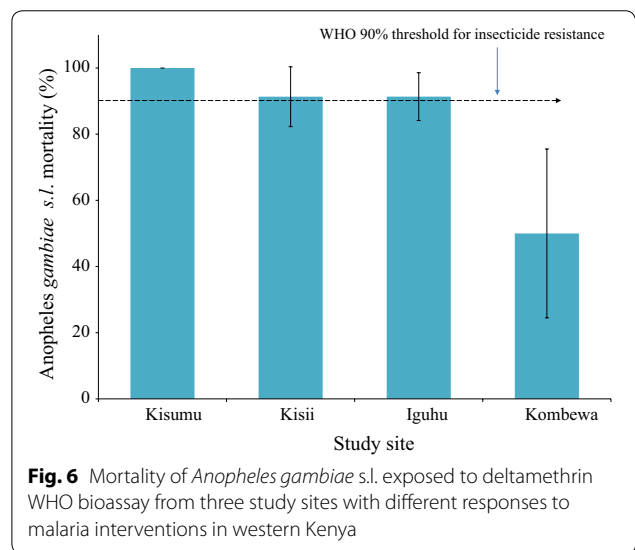 WHO 90% threshold for insecticide resistance
Anopheles gambiae s.l. mortality (%)
100
80
60
40
20
0
Kisumu Kisii Iguhu Kombewa
Study site
Fig. 6 Mortality of Anopheles gambiae s.l. exposed to deltamethrin
WHO bioassay from three study sites with different responses to
malaria interventions in western Kenya